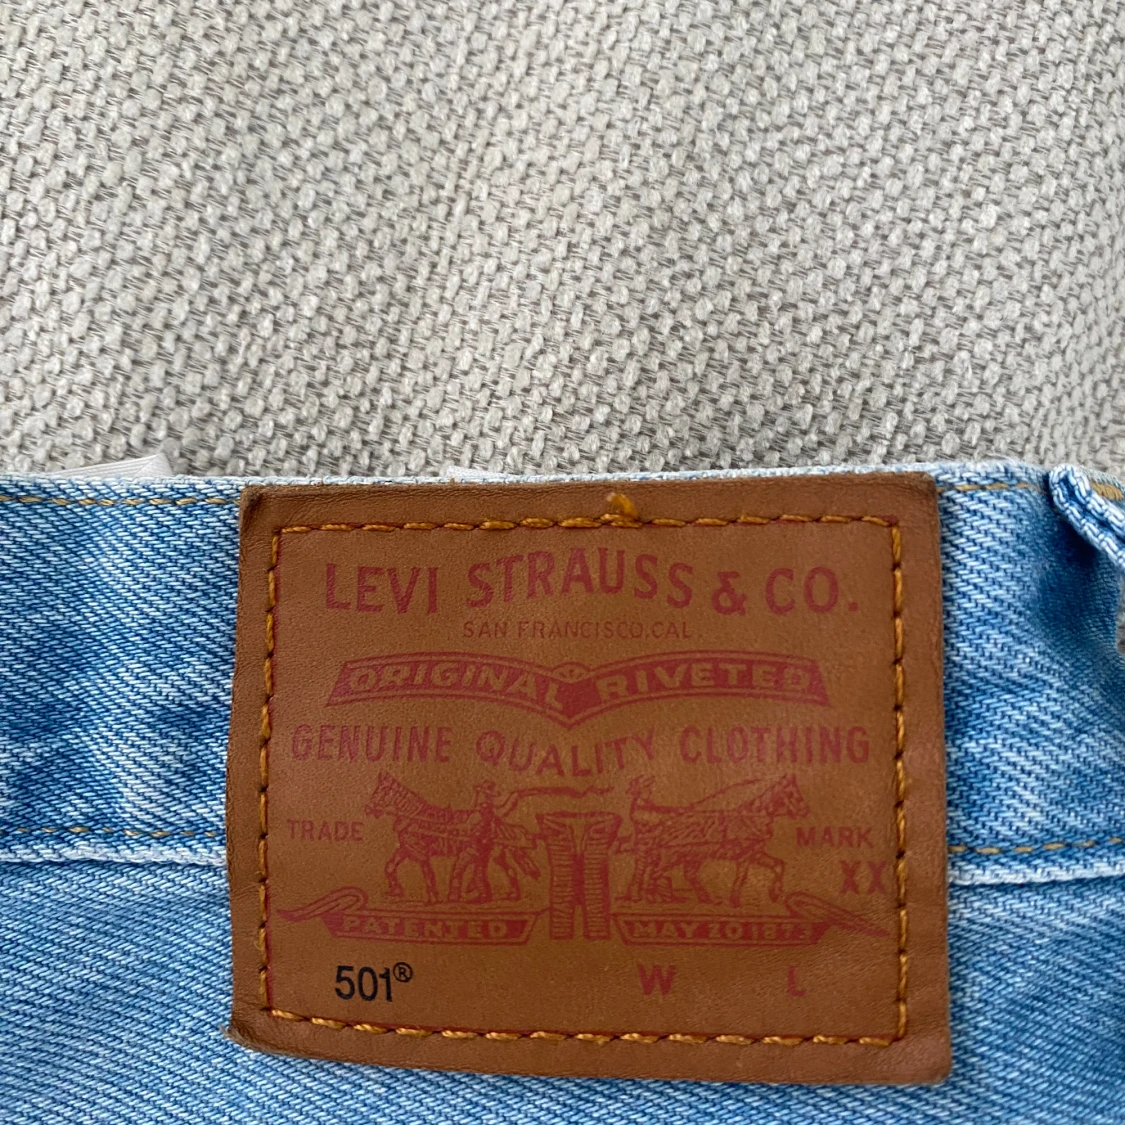 LEVI STRAUSS & CO.
SAN FRANCISCO.CAL.
ORIGINAL RIVETED
GENUINE QUALITY CLOTHING
TRADE MARK
XX
PATENTED MAY 20 1873
501® W L